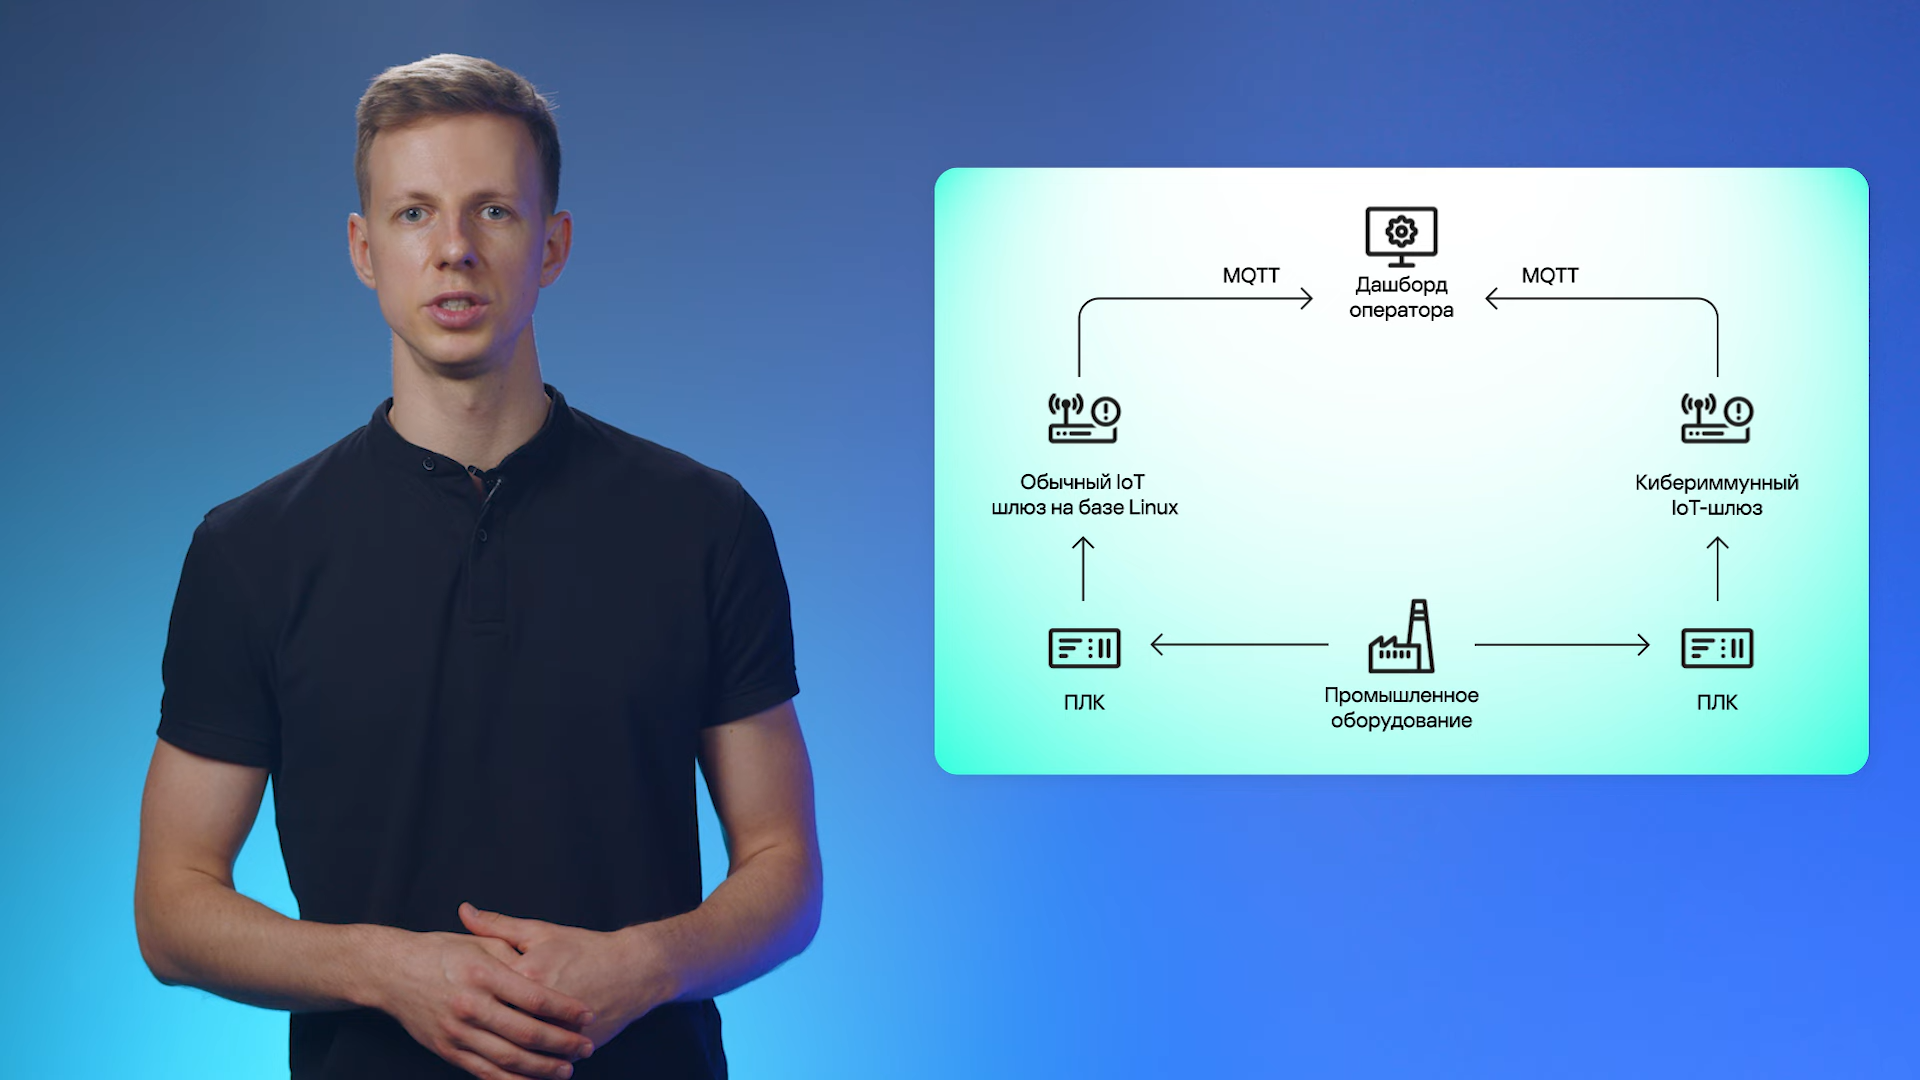 MQTT
MQTT
Дашборд
оператора
Обычный IoT
шлюз на базе Linux
Кибериммунный
IoT-шлюз
ПЛК
Промышленное
оборудование
ПЛК